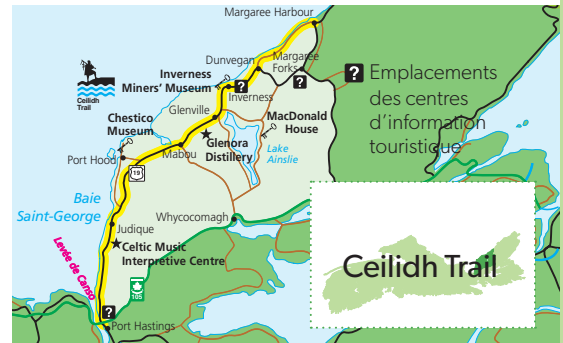 Margaree Harbour
Dunvegan
Margaree
Forks
?
?
? Emplacements
des centres
d'information
touristique
Ceilidh
Trail
Inverness
Miners' Museum
Inverness
Chestico
Museum
Glenville
MacDonald
House
Glenora
Distillery
Lake
Ainslie
Port Hood
Mabou
19
Baie
Saint-George
Whycocomagh
Judique
Celtic Music
Interpretive Centre
Levée de Canso
105
?
Port Hastings
Ceilidh Trail